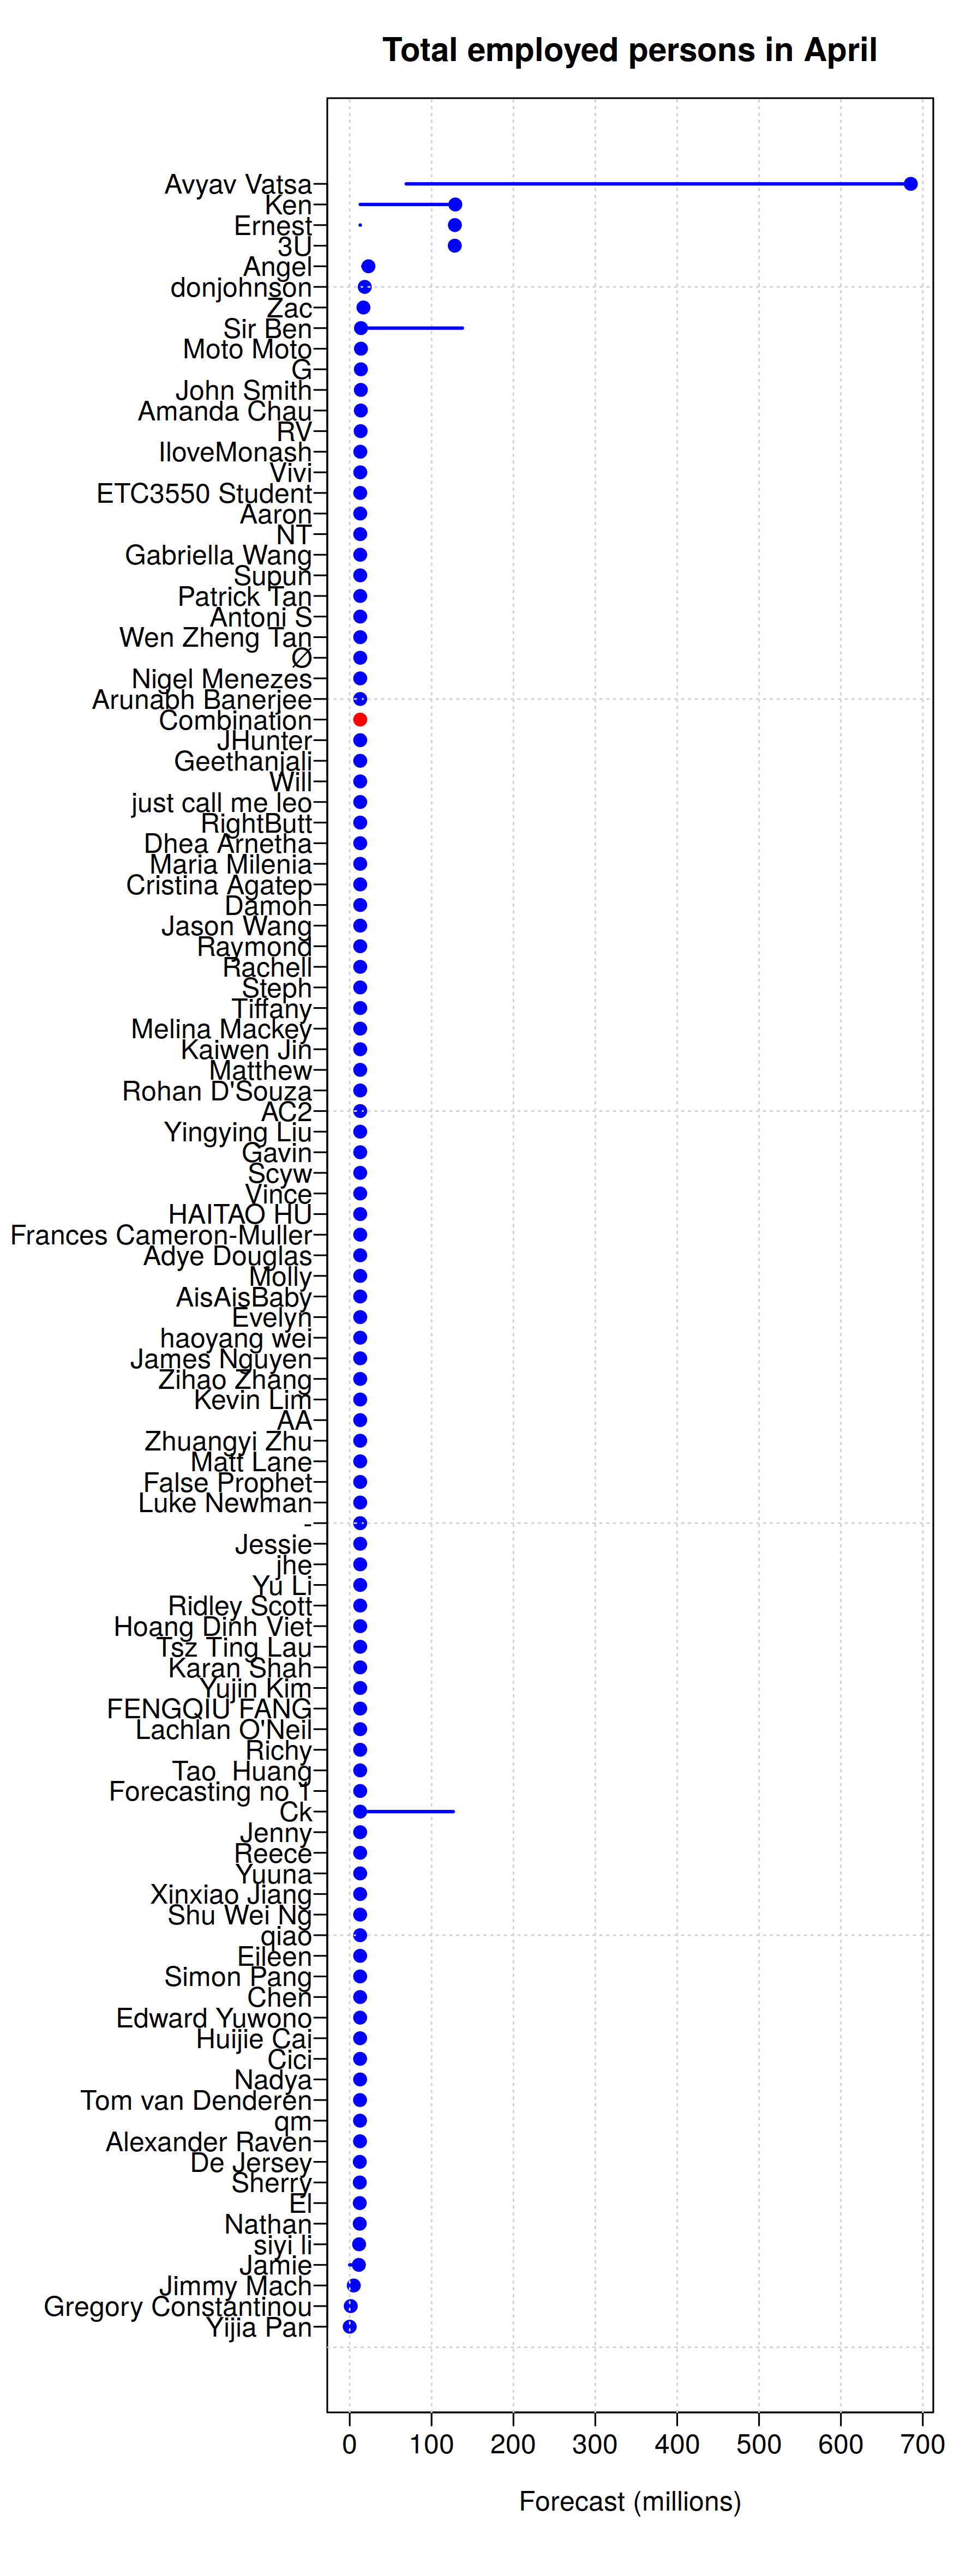 Total employed persons in April
Avyav Vatsa
Ken
Ernest
3U
Angel
donjohnson
Zac
Sir Ben
Moto Moto
G
John Smith
Amanda Chau
RV
IloveMonash
Vivi
ETC3550 Student
Aaron
NT
Gabriella Wang
Supun
Patrick Tan
Antoni S
Wen Zheng Tan
Ø
Nigel Menezes
Arunabh Banerjee
Combination
JHunter
Geethanjali
Will
just call me leo
RightButt
Dhea Arnetha
Maria Milenia
Cristina Agatep
Damon
Jason Wang
Raymond
Rachell
Steph
Tiffany
Melina Mackey
Kaiwen Jin
Matthew
Rohan D'Souza
AC2
Yingying Liu
Gavin
Scyw
Vince
HAITAO HU
Frances Cameron-Muller
Adye Douglas
Molly
AisAisBaby
Evelyn
haoyang wei
James Nguyen
Zihao Zhang
Kevin Lim
AA
Zhuangyi Zhu
Matt Lane
False Prophet
Luke Newman
-
Jessie
jhe
Yu Li
Ridley Scott
Hoang Dinh Viet
Tsz Ting Lau
Karan Shah
Yujin Kim
FENGQIU FANG
Lachlan O'Neil
Richy
Tao  Huang
Forecasting no 1
Ck
Jenny
Reece
Yuuna
Xinxiao Jiang
Shu Wei Ng
qiao
Eileen
Simon Pang
Chen
Edward Yuwono
Huijie Cai
Cici
Nadya
Tom van Denderen
qm
Alexander Raven
De Jersey
Sherry
El
Nathan
siyi li
Jamie
Jimmy Mach
Gregory Constantinou
Yijia Pan
0 100 200 300 400 500 600 700
Forecast (millions)